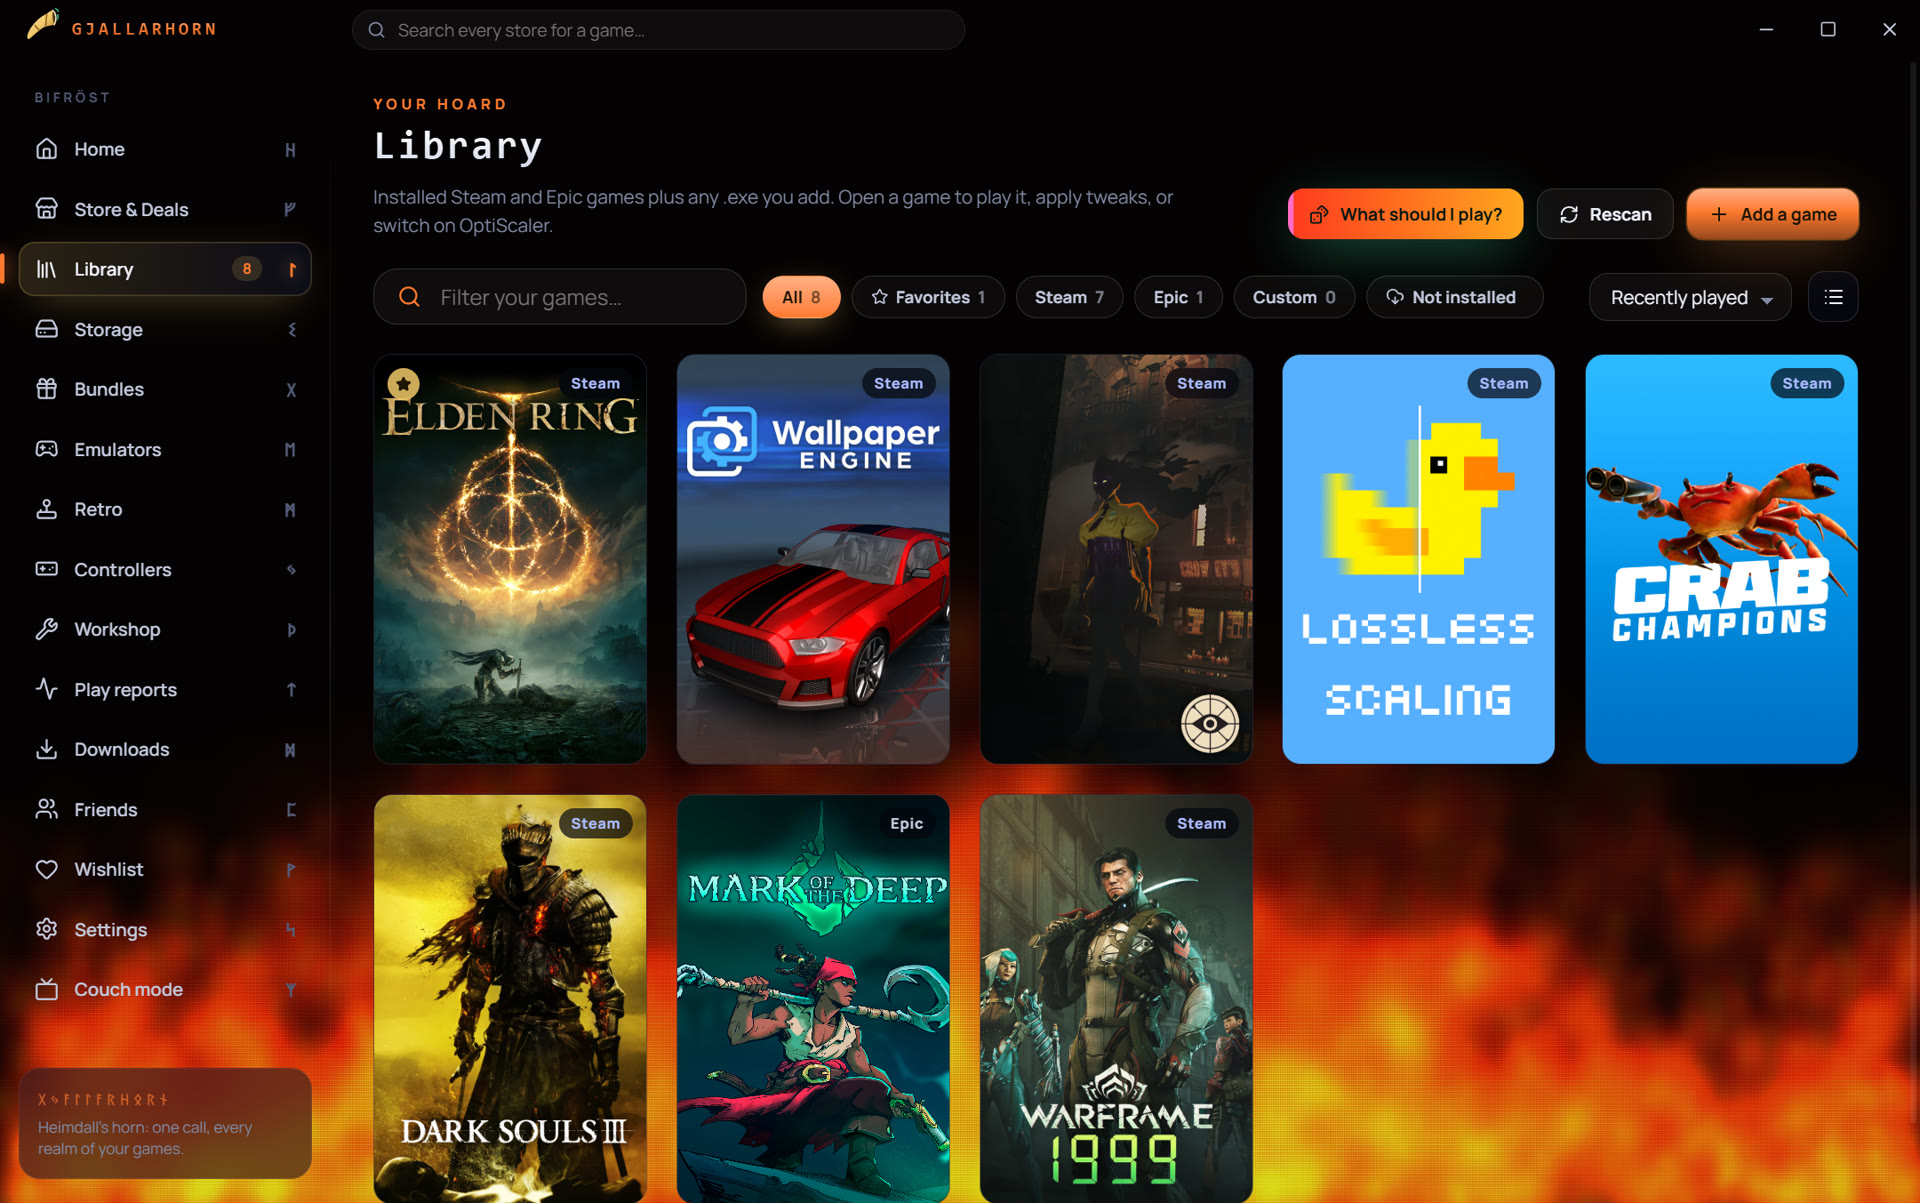 GJALLARHORN
Search every store for a game...
BIFRÖST
Home ᚺ
Store & Deals ᚠ
Library 8 ᛚ
Storage
Bundles ᚷ
Emulators ᛖ
Retro ᛗ
Controllers ᛃ
Workshop ᚦ
Play reports ᛏ
Downloads ᛞ
Friends
Wishlist ᚹ
Settings
Couch mode ᛉ
ᚷᛃᚨᛚᛚᚨᚱᚺᛟᚱᚾ
Heimdall's horn: one call, every
realm of your games.
YOUR HOARD
Library
Installed Steam and Epic games plus any .exe you add. Open a game to play it, apply tweaks, or
switch on OptiScaler.
What should I play?
Rescan
Add a game
Filter your games...
All 8
Favorites 1
Steam 7
Epic 1
Custom 0
Not installed
Recently played
Steam
ELDEN RING
Steam
Wallpaper
ENGINE
Steam
Steam
LOSSLESS
SCALING
Steam
CRAB
CHAMPIONS
Steam
DARK SOULS III
Epic
MARK OF THE DEEP
Steam
WARFRAME
1999